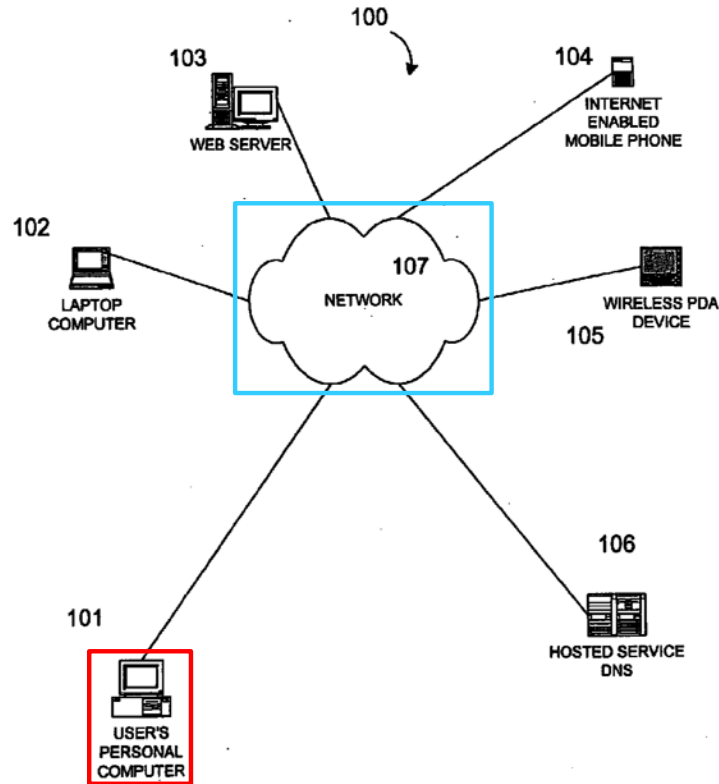 100
103
104
WEB SERVER
INTERNET
ENABLED
MOBILE PHONE
102
107
NETWORK
LAPTOP
COMPUTER
WIRELESS PDA
DEVICE
105
106
101
HOSTED SERVICE
DNS
USER'S
PERSONAL
COMPUTER